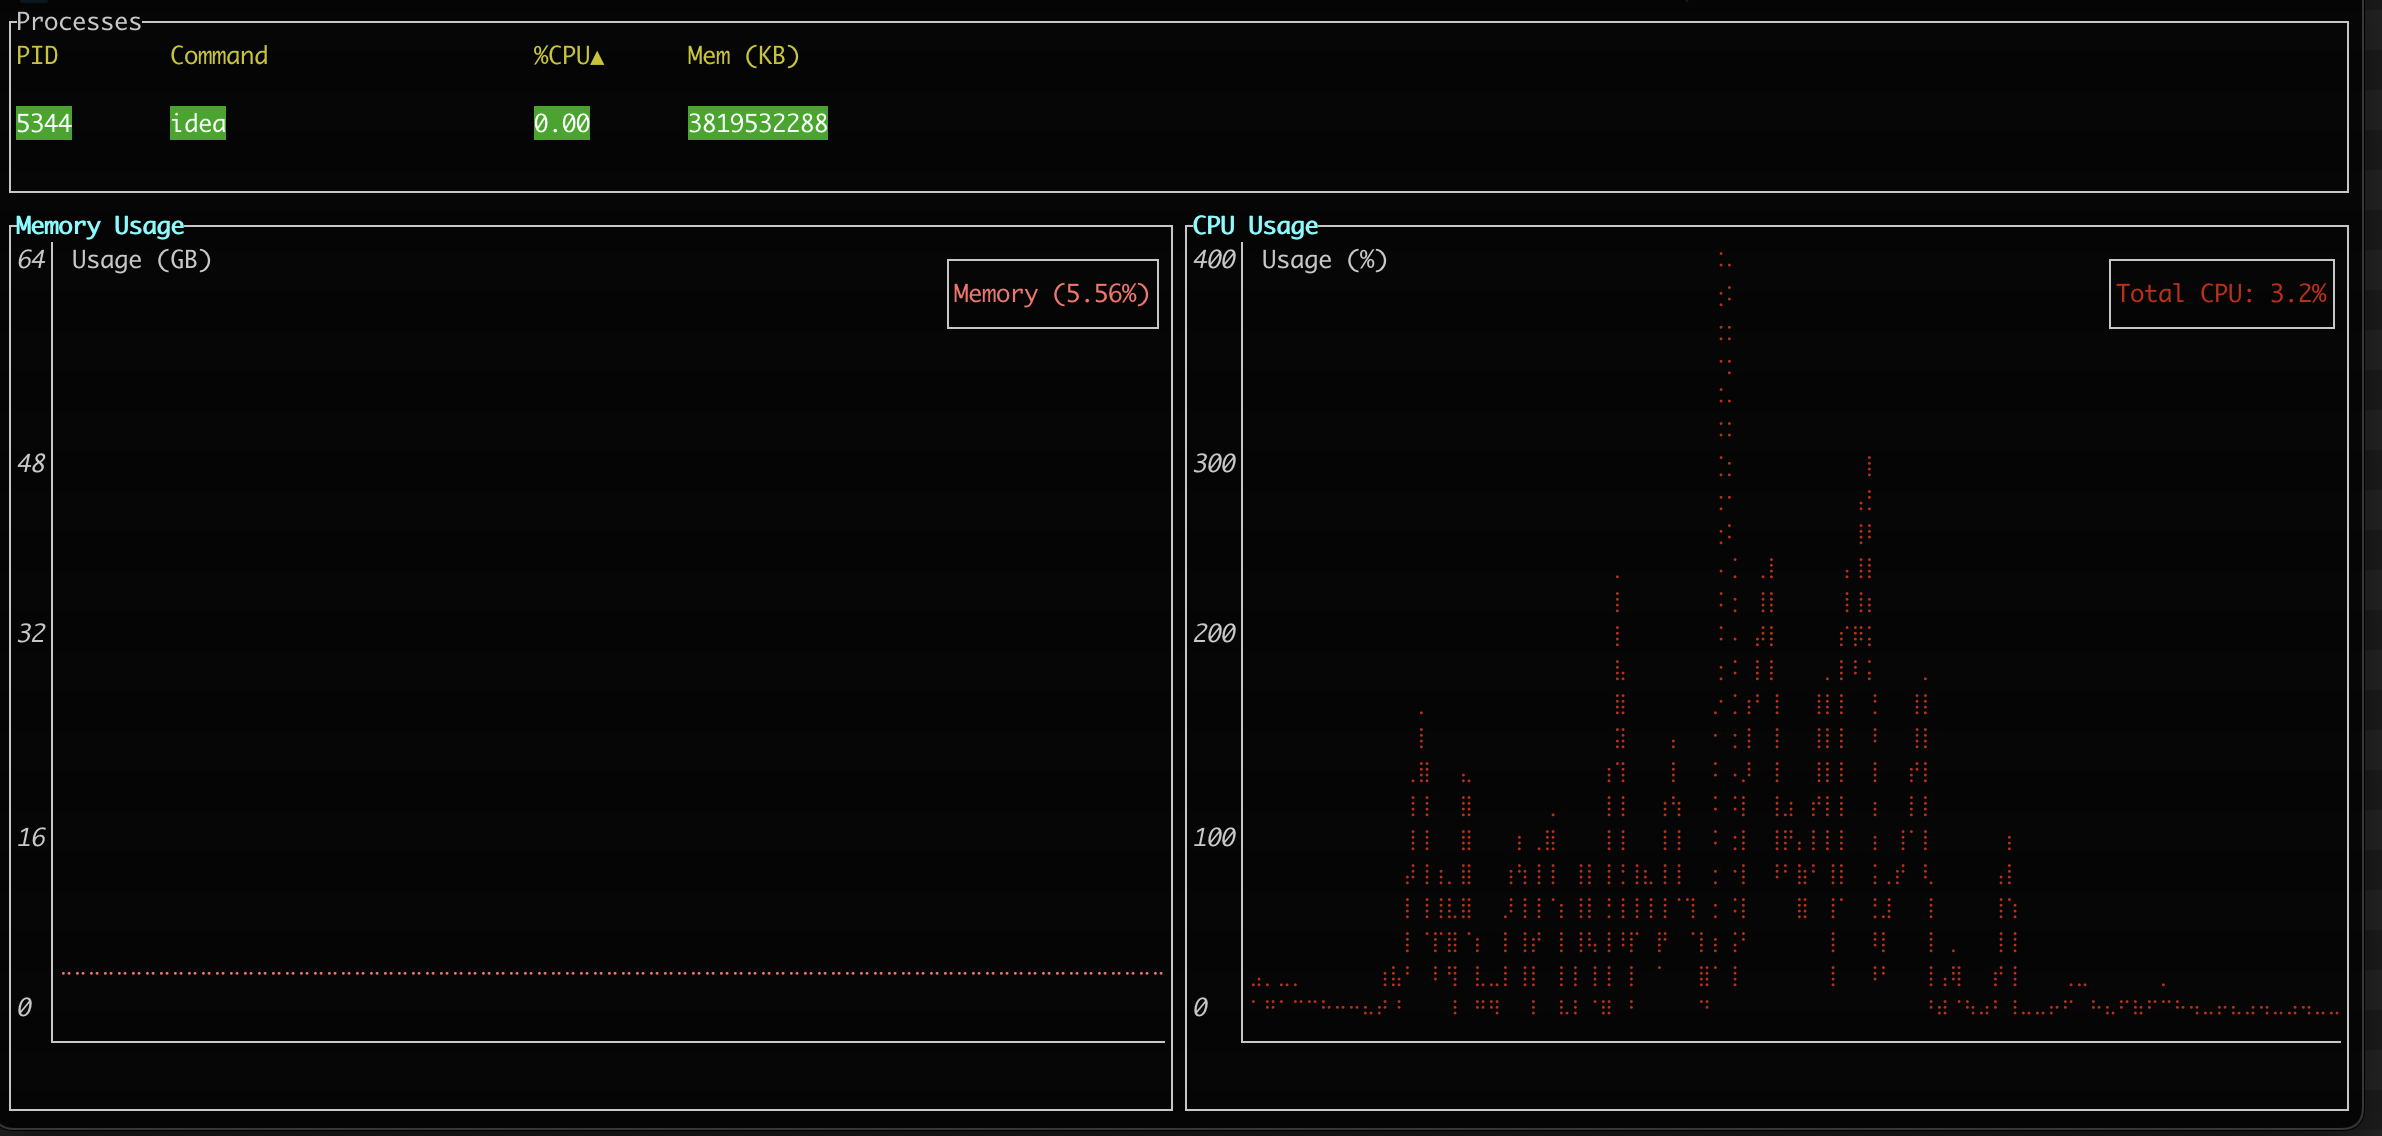 Processes
PID Command %CPU▲ Mem (KB)
5344 idea 0.00 3819532288
Memory Usage
64 Usage (GB)
Memory (5.56%)
48
32
16
0
CPU Usage
400 Usage (%)
Total CPU: 3.2%
300
200
100
0